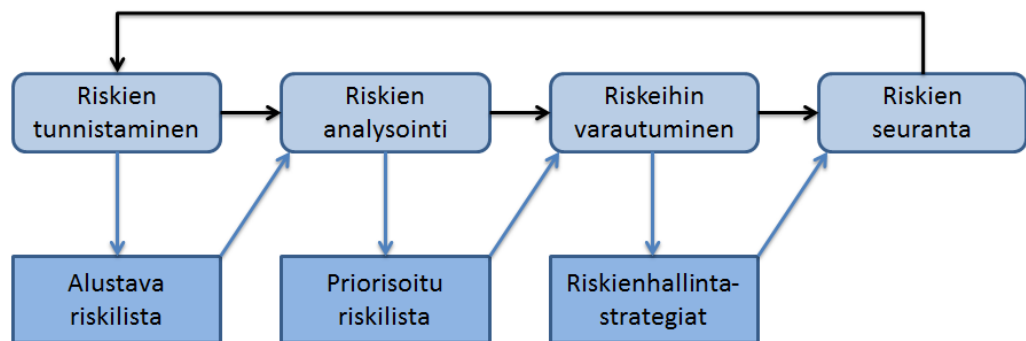 Riskien
tunnistaminen
Riskien
analysointi
Riskeihin
varautuminen
Riskien
seuranta
Alustava
riskilista
Priorisoitu
riskilista
Riskienhallinta-
strategiat